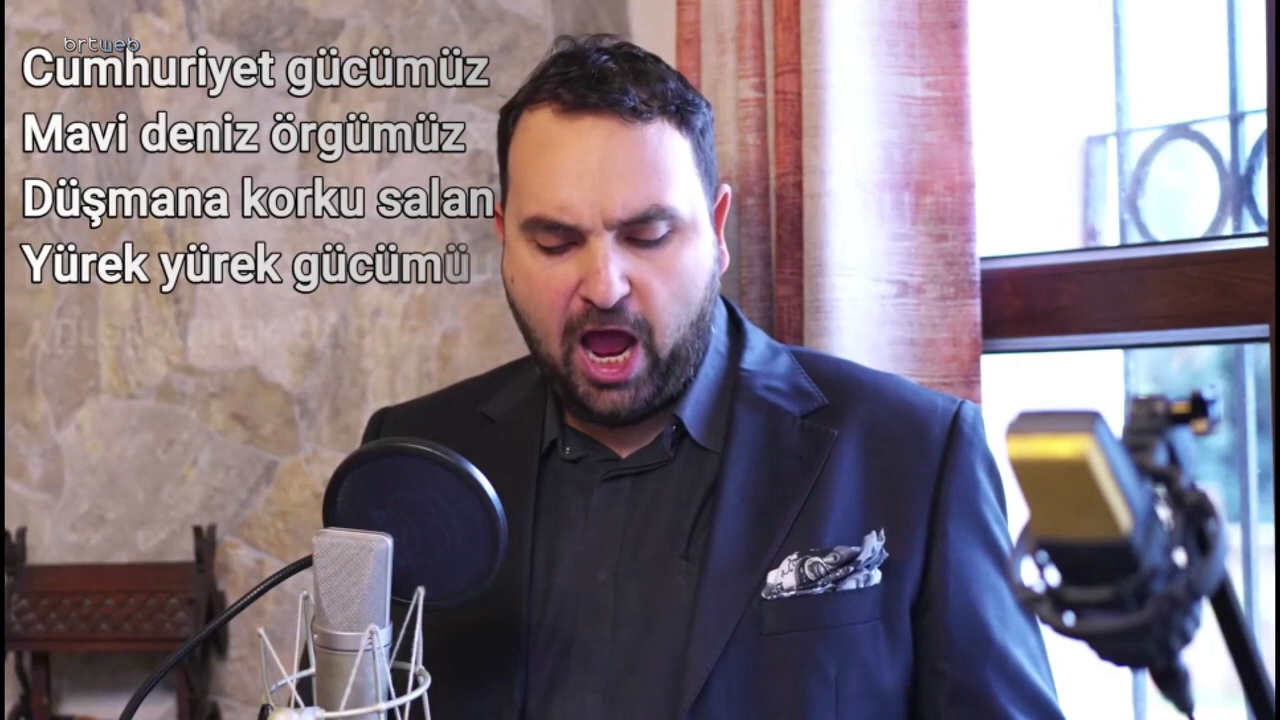 brtweb
Cumhuriyet gücümüz
Mavi deniz örgümüz
Düşmana korku salan
Yürek yürek gücümü